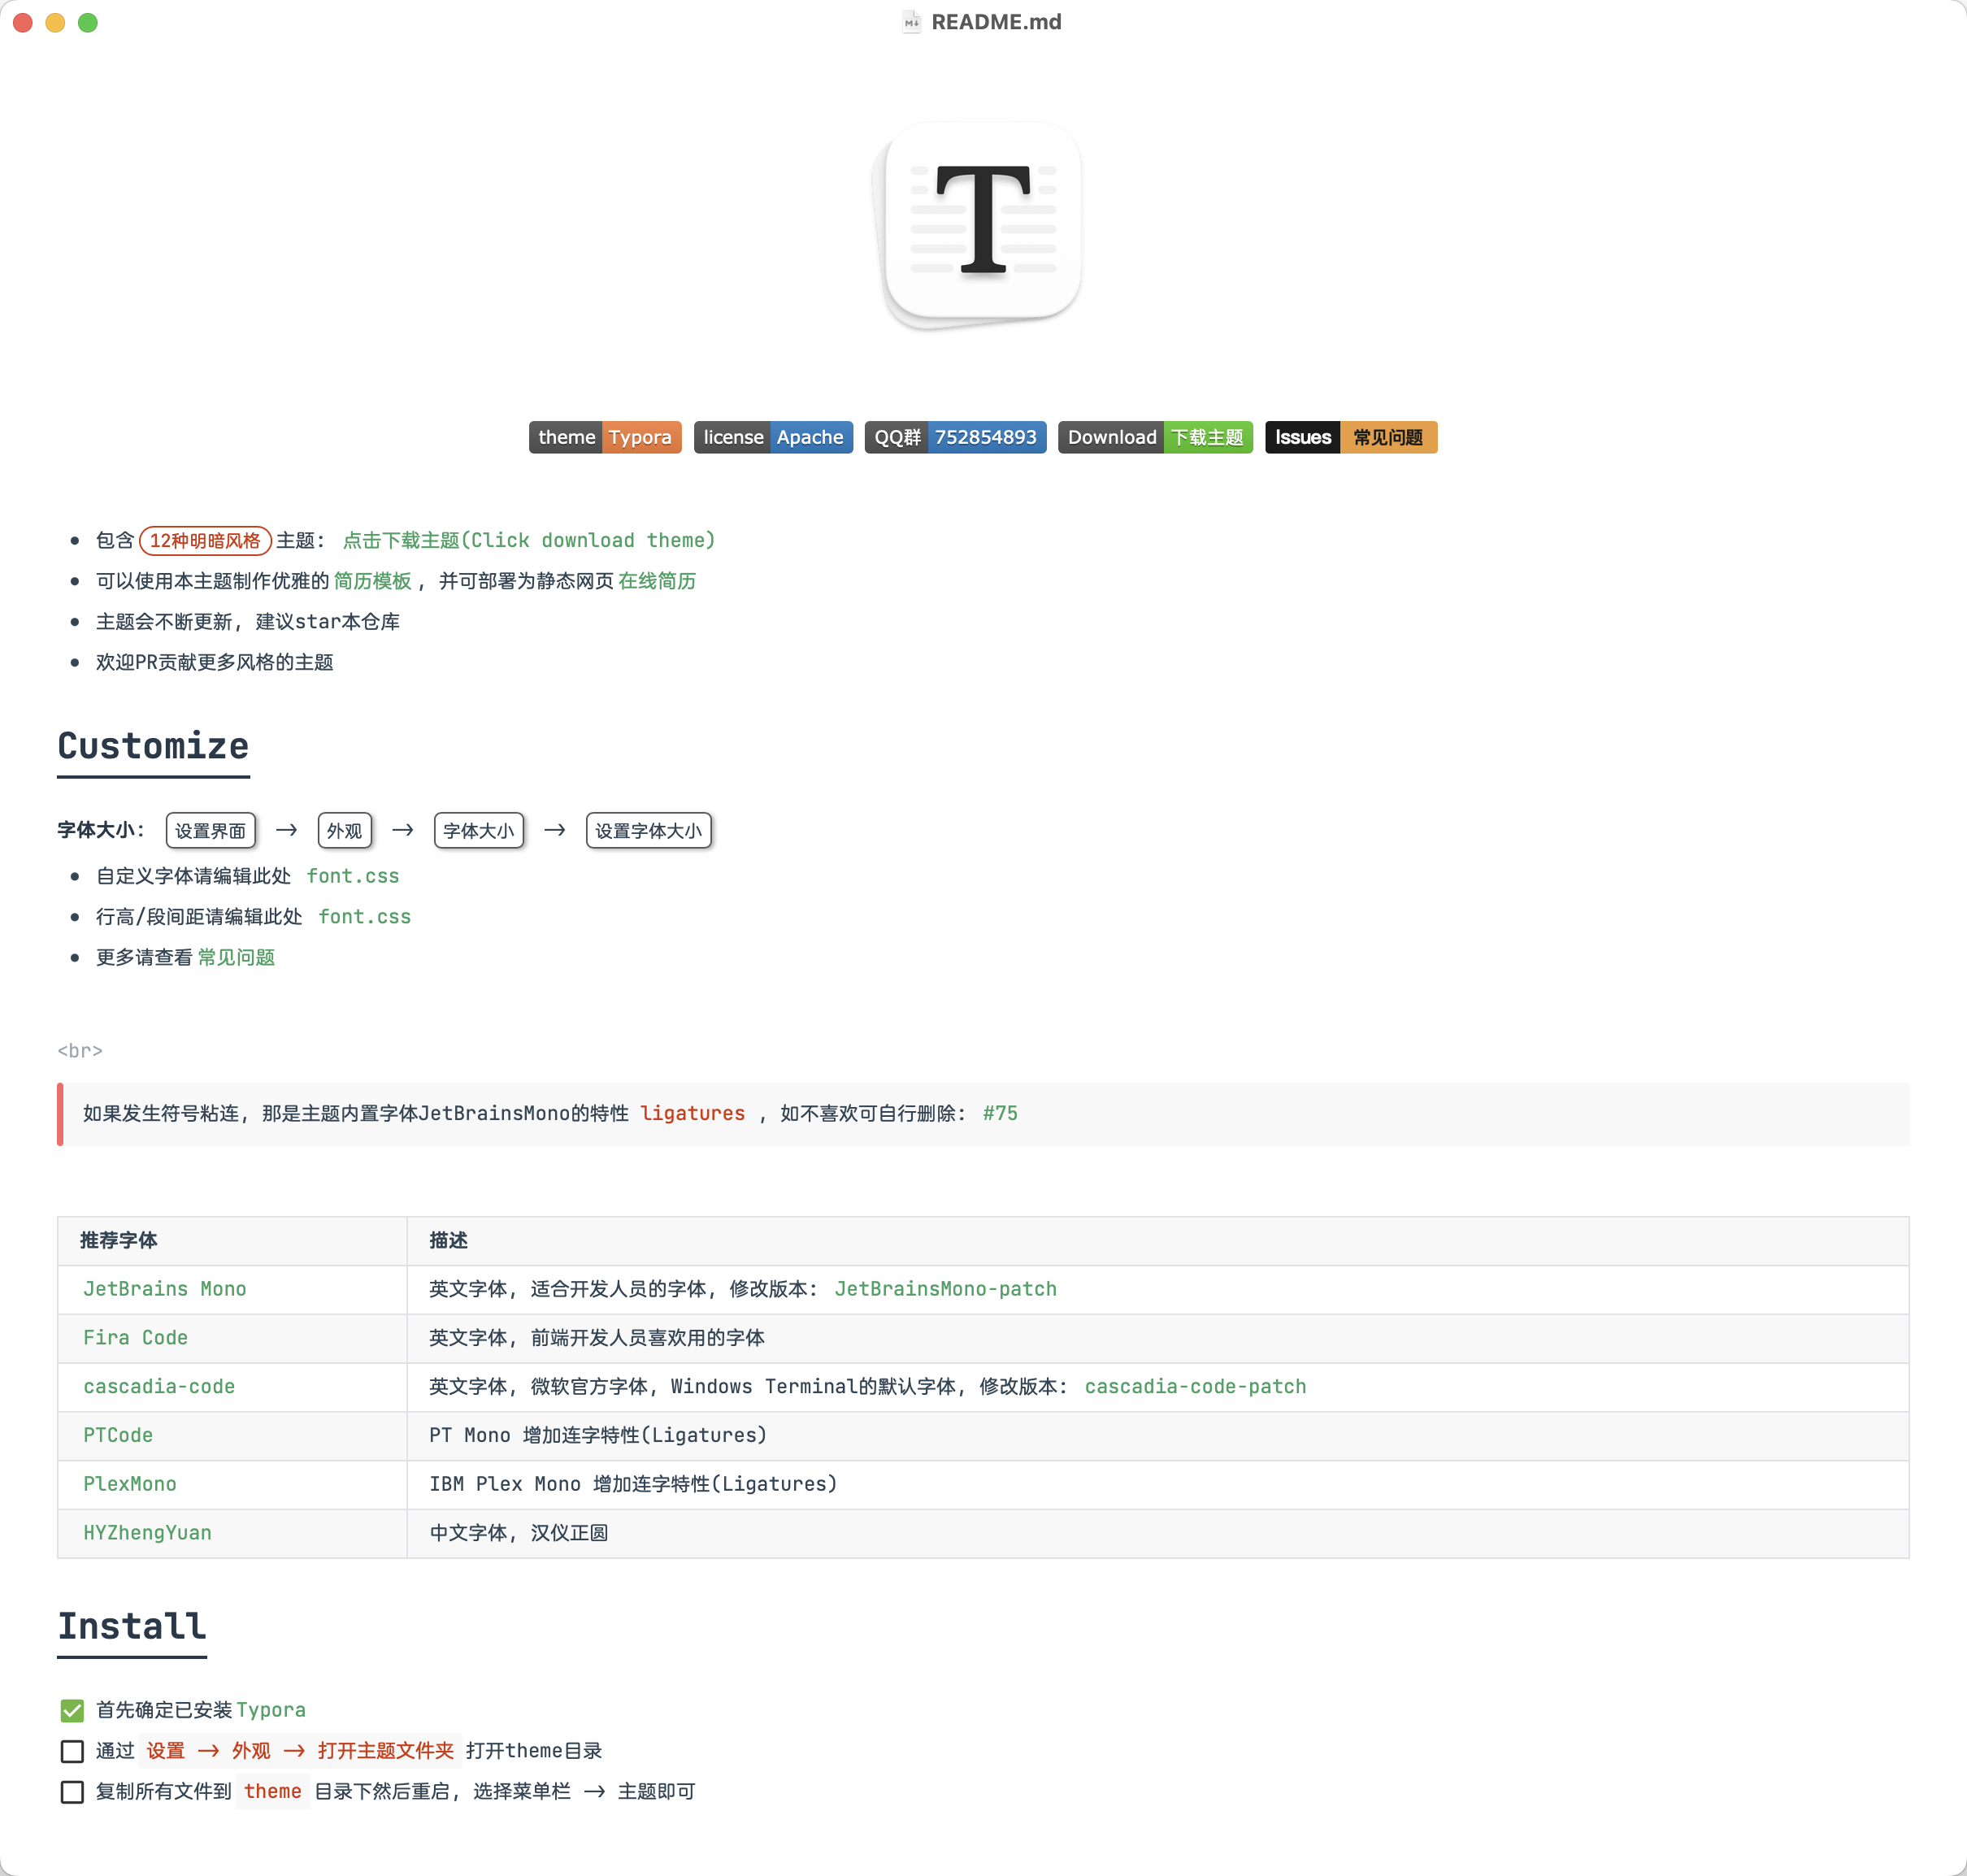 README.md
T
theme Typora license Apache QQ群 752854893 Download 下载主题 Issues 常见问题
包含 12种明暗风格 主题： 点击下载主题(Click download theme)
可以使用本主题制作优雅的 简历模板 ，并可部署为静态网页 在线简历
主题会不断更新，建议star本仓库
欢迎PR贡献更多风格的主题
Customize
字体大小： 设置界面 → 外观 → 字体大小 → 设置字体大小
自定义字体请编辑此处 font.css
行高/段间距请编辑此处 font.css
更多请查看 常见问题
<br>
如果发生符号粘连，那是主题内置字体JetBrainsMono的特性 ligatures ，如不喜欢可自行删除： #75
推荐字体 描述
JetBrains Mono 英文字体，适合开发人员的字体，修改版本： JetBrainsMono-patch
Fira Code 英文字体，前端开发人员喜欢用的字体
cascadia-code 英文字体，微软官方字体，Windows Terminal的默认字体，修改版本： cascadia-code-patch
PTCode PT Mono 增加连字特性(Ligatures)
PlexMono IBM Plex Mono 增加连字特性(Ligatures)
HYZhengYuan 中文字体，汉仪正圆
Install
首先确定已安装 Typora
通过 设置 → 外观 → 打开主题文件夹 打开theme目录
复制所有文件到 theme 目录下然后重启，选择菜单栏 → 主题即可